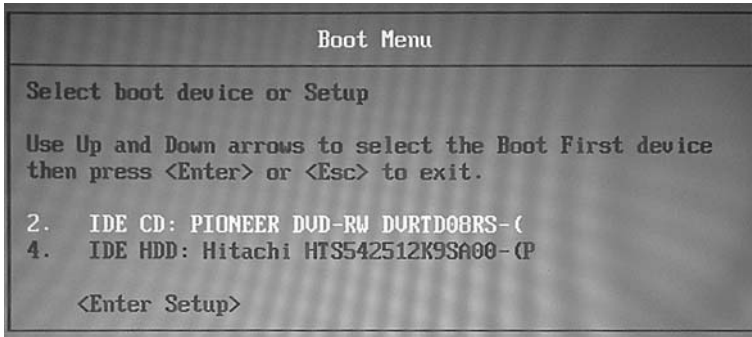 Boot Menu
Select boot device or Setup
Use Up and Down arrows to select the Boot First device
then press <Enter> or <Esc> to exit.
2. IDE CD: PIONEER DVD-RW DVRTD08RS-(
4. IDE HDD: Hitachi HTS542512K9SA00-(P
<Enter Setup>